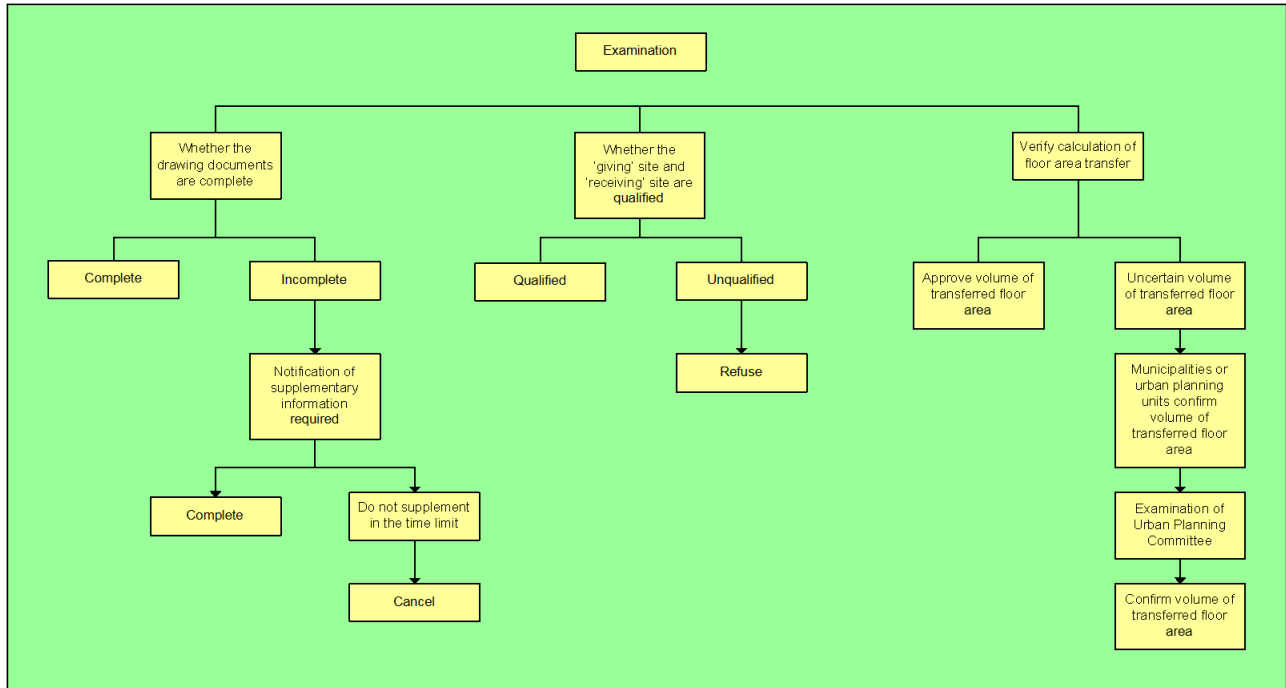 Examination
Whether the
drawing documents
are complete
Whether the
'giving' site and
'receiving' site are
qualified
Verify calculation of
floor area transfer
Complete
Incomplete
Qualified
Unqualified
Approve volume of
transferred floor
area
Uncertain volume
of transferred floor
area
Notification of
supplementary
information
required
Refuse
Municipalities or
urban planning
units confirm
volume of
transferred floor
area
Complete
Do not supplement
in the time limit
Examination of
Urban Planning
Committee
Cancel
Confirm volume of
transferred floor
area